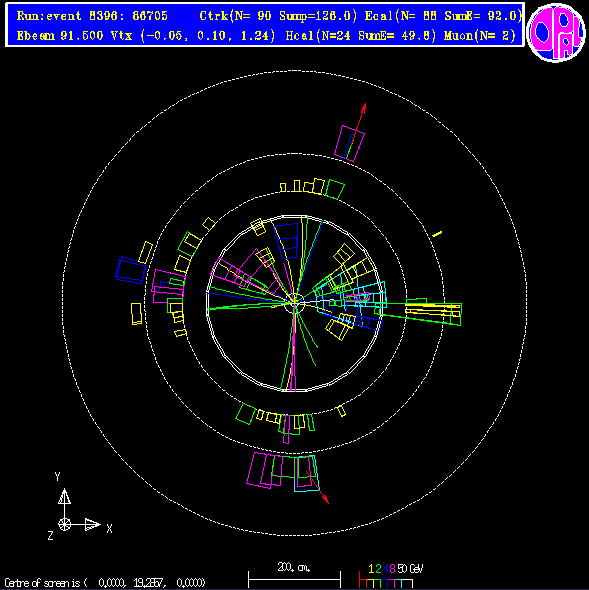 Run:event 8396: 86705 Ctrk(N= 90 Sump=126.0) Ecal(N= 88 SumE= 92.0)
Ebeam 91.500 Vtx (-0.05, 0.10, 1.24) Hcal(N=24 SumE= 49.8) Muon(N= 2)
OPAL
Y
X
Z
200. cm.
1 2 4 8 50 GeV
Centre of screen is ( 0.0000, 19.2857, 0.0000)